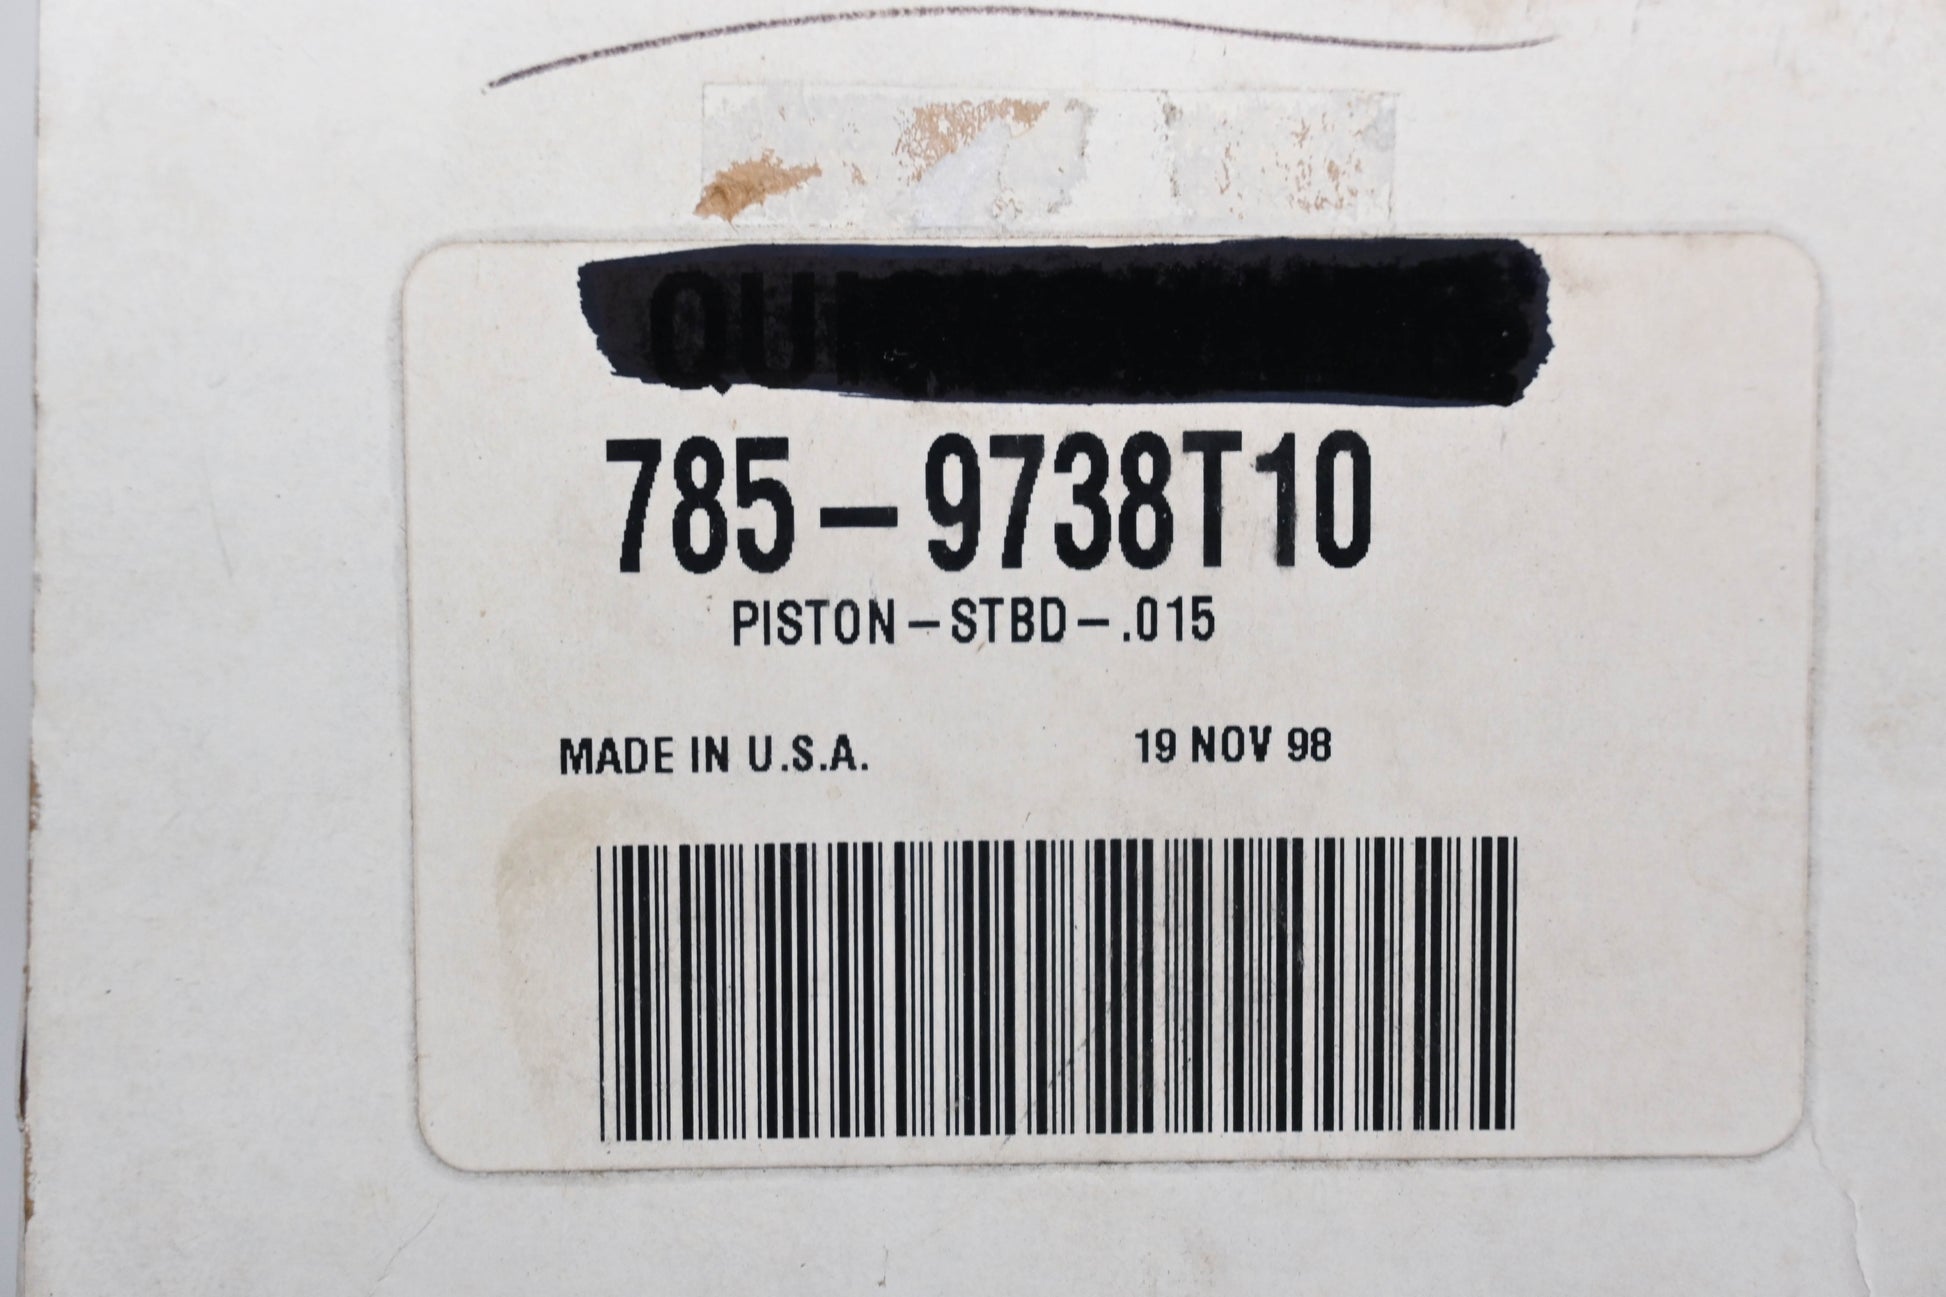 785-9738T10
PISTON-STBD-.015
MADE IN U.S.A.
19 NOV 98